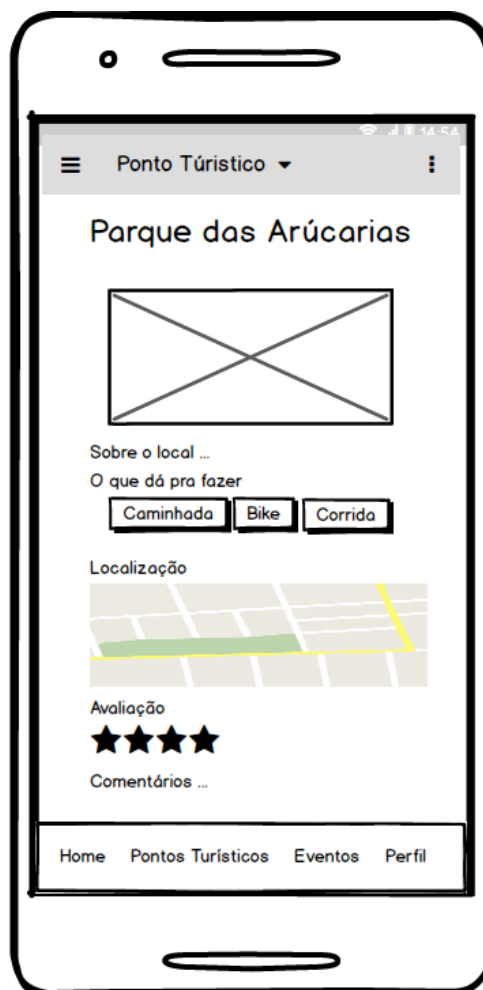 14:54
Ponto Túristico
Parque das Arúcarias
Sobre o local ...
O que dá pra fazer
Caminhada Bike Corrida
Localização
Avaliação
Comentários ...
Home Pontos Turísticos Eventos Perfil